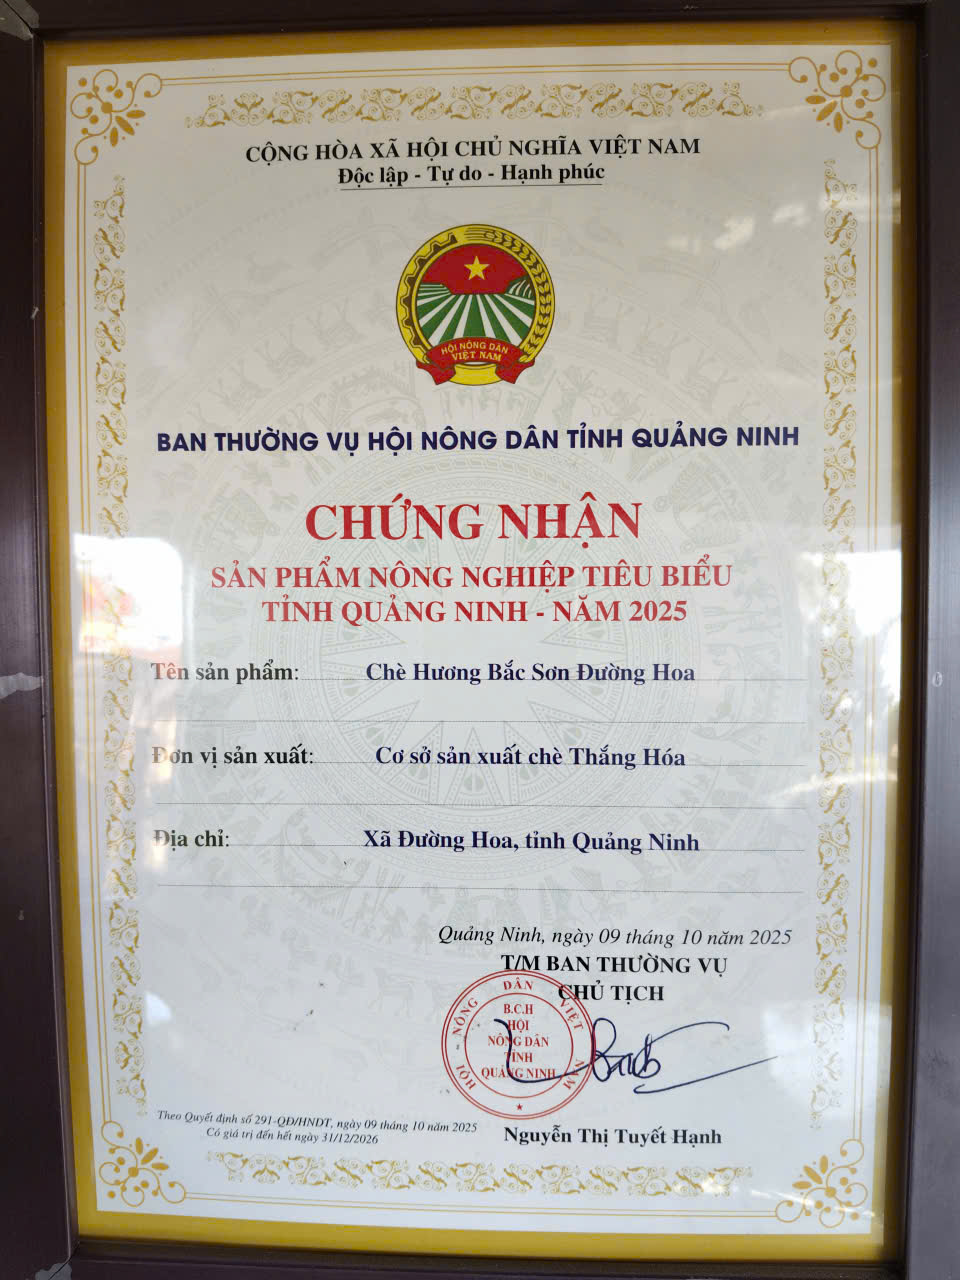 CỘNG HÒA XÃ HỘI CHỦ NGHĨA VIỆT NAM
Độc lập - Tự do - Hạnh phúc
HỘI NÔNG DÂN
VIỆT NAM
BAN THƯỜNG VỤ HỘI NÔNG DÂN TỈNH QUẢNG NINH
CHỨNG NHẬN
SẢN PHẨM NÔNG NGHIỆP TIÊU BIỂU
TỈNH QUẢNG NINH - NĂM 2025
Tên sản phẩm: Chè Hương Bắc Sơn Đường Hoa
Đơn vị sản xuất: Cơ sở sản xuất chè Thắng Hóa
Địa chỉ: Xã Đường Hoa, tỉnh Quảng Ninh
Quảng Ninh, ngày 09 tháng 10 năm 2025
T/M BAN THƯỜNG VỤ
CHỦ TỊCH
HỘI NÔNG DÂN VIỆT NAM
B.C.H
HỘI
NÔNG DÂN
TỈNH
QUẢNG NINH
Theo Quyết định số 291-QĐ/HNDT, ngày 09 tháng 10 năm 2025
Có giá trị đến hết ngày 31/12/2026
Nguyễn Thị Tuyết Hạnh